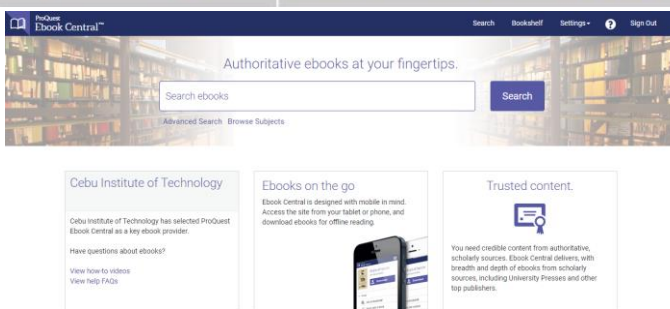 ProQuest
Ebook Central™
Search Bookshelf Settings ? Sign Out
Authoritative ebooks at your fingertips.
Search ebooks
Search
Advanced Search Browse Subjects
Cebu Institute of Technology
Cebu Institute of Technology has selected ProQuest
Ebook Central as a key ebook provider.
Have questions about ebooks?
View how-to videos
View help FAQs
Ebooks on the go
Ebook Central is designed with mobile in mind.
Access the site from your tablet or phone, and
download ebooks for offline reading.
Trusted content.
You need credible content from authoritative,
scholarly sources. Ebook Central delivers, with
breadth and depth of ebooks from scholarly
sources, including University Presses and other
top publishers.